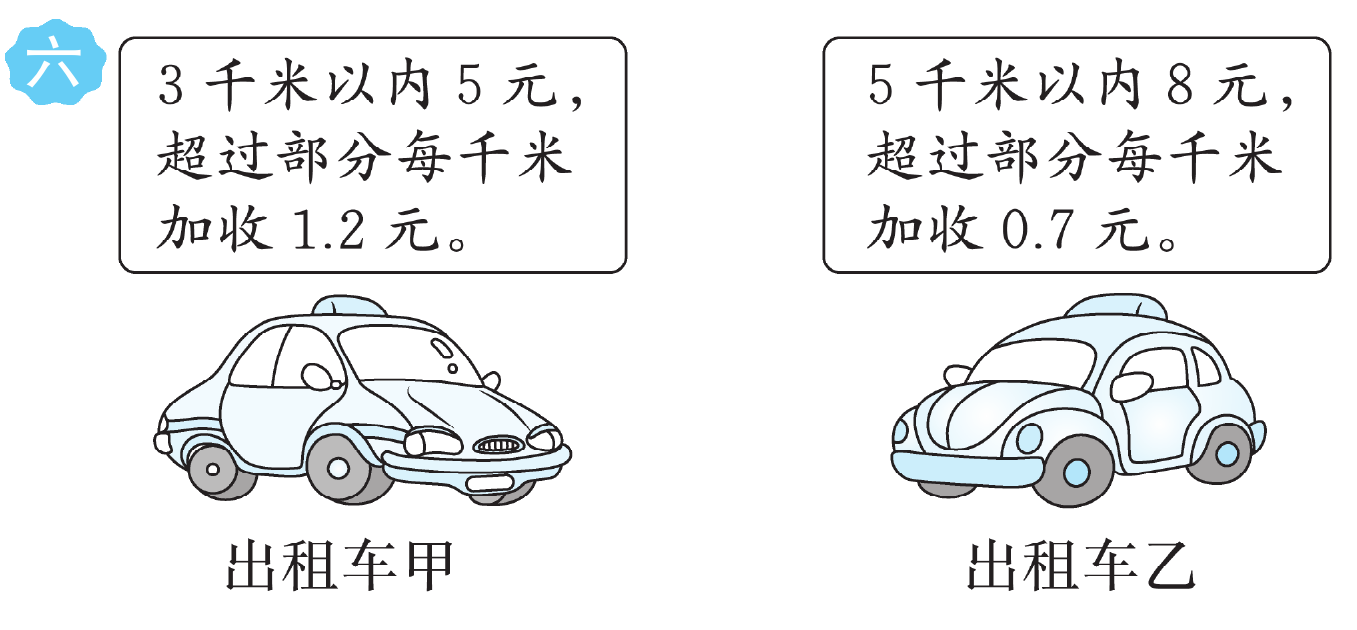 六
3 千米以内 5 元，
超过部分每千米
加收 1.2 元。
5 千米以内 8 元，
超过部分每千米
加收 0.7 元。
出租车甲
出租车乙